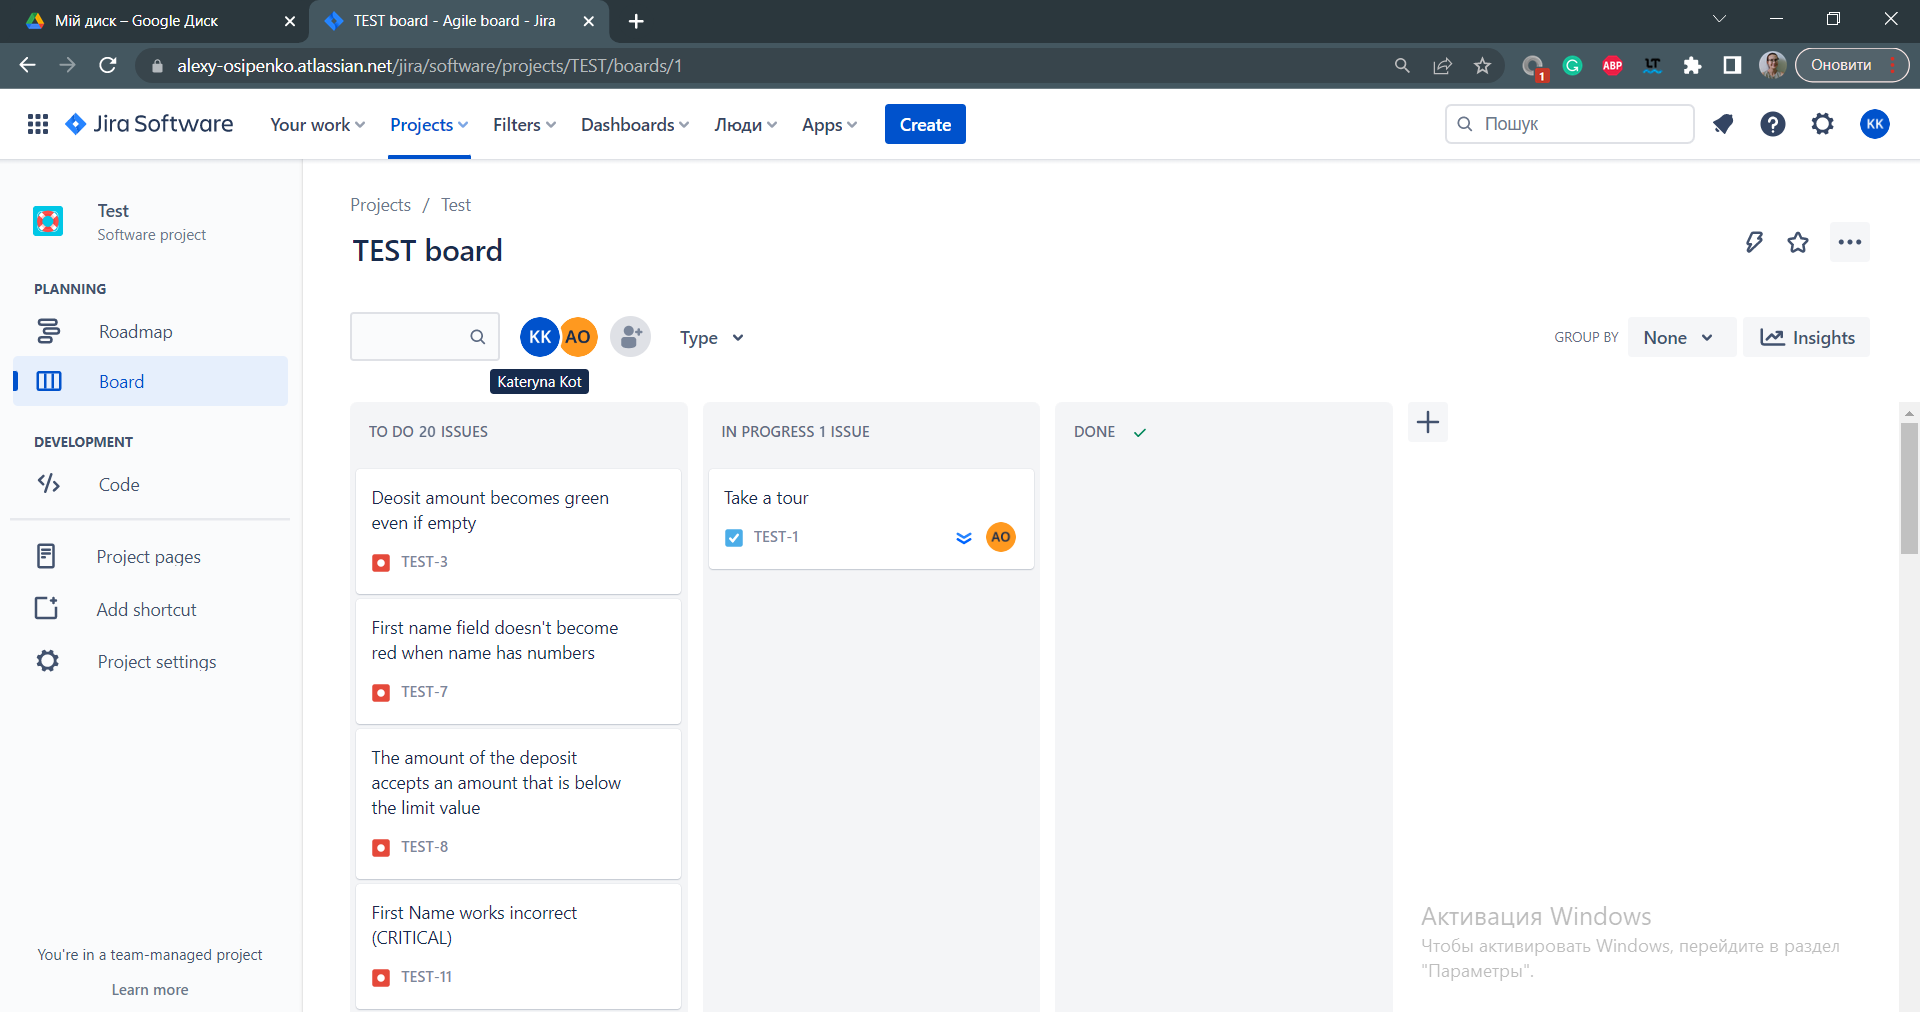 Мій диск – Google Диск
TEST board - Agile board - Jira
alexy-osipenko.atlassian.net/jira/software/projects/TEST/boards/1
1
G
ABP
LT
Оновити
Jira Software
Your work
Projects
Filters
Dashboards
Люди
Apps
Create
Пошук
KK
Test
Software project
PLANNING
Roadmap
Board
DEVELOPMENT
Code
Project pages
Add shortcut
Project settings
You're in a team-managed project
Learn more
Projects / Test
TEST board
KK
AO
Type
GROUP BY
None
Insights
Kateryna Kot
TO DO 20 ISSUES
Deosit amount becomes green
even if empty
TEST-3
First name field doesn't become
red when name has numbers
TEST-7
The amount of the deposit
accepts an amount that is below
the limit value
TEST-8
First Name works incorrect
(CRITICAL)
TEST-11
IN PROGRESS 1 ISSUE
Take a tour
TEST-1
AO
DONE
Активация Windows
Чтобы активировать Windows, перейдите в раздел
"Параметры".